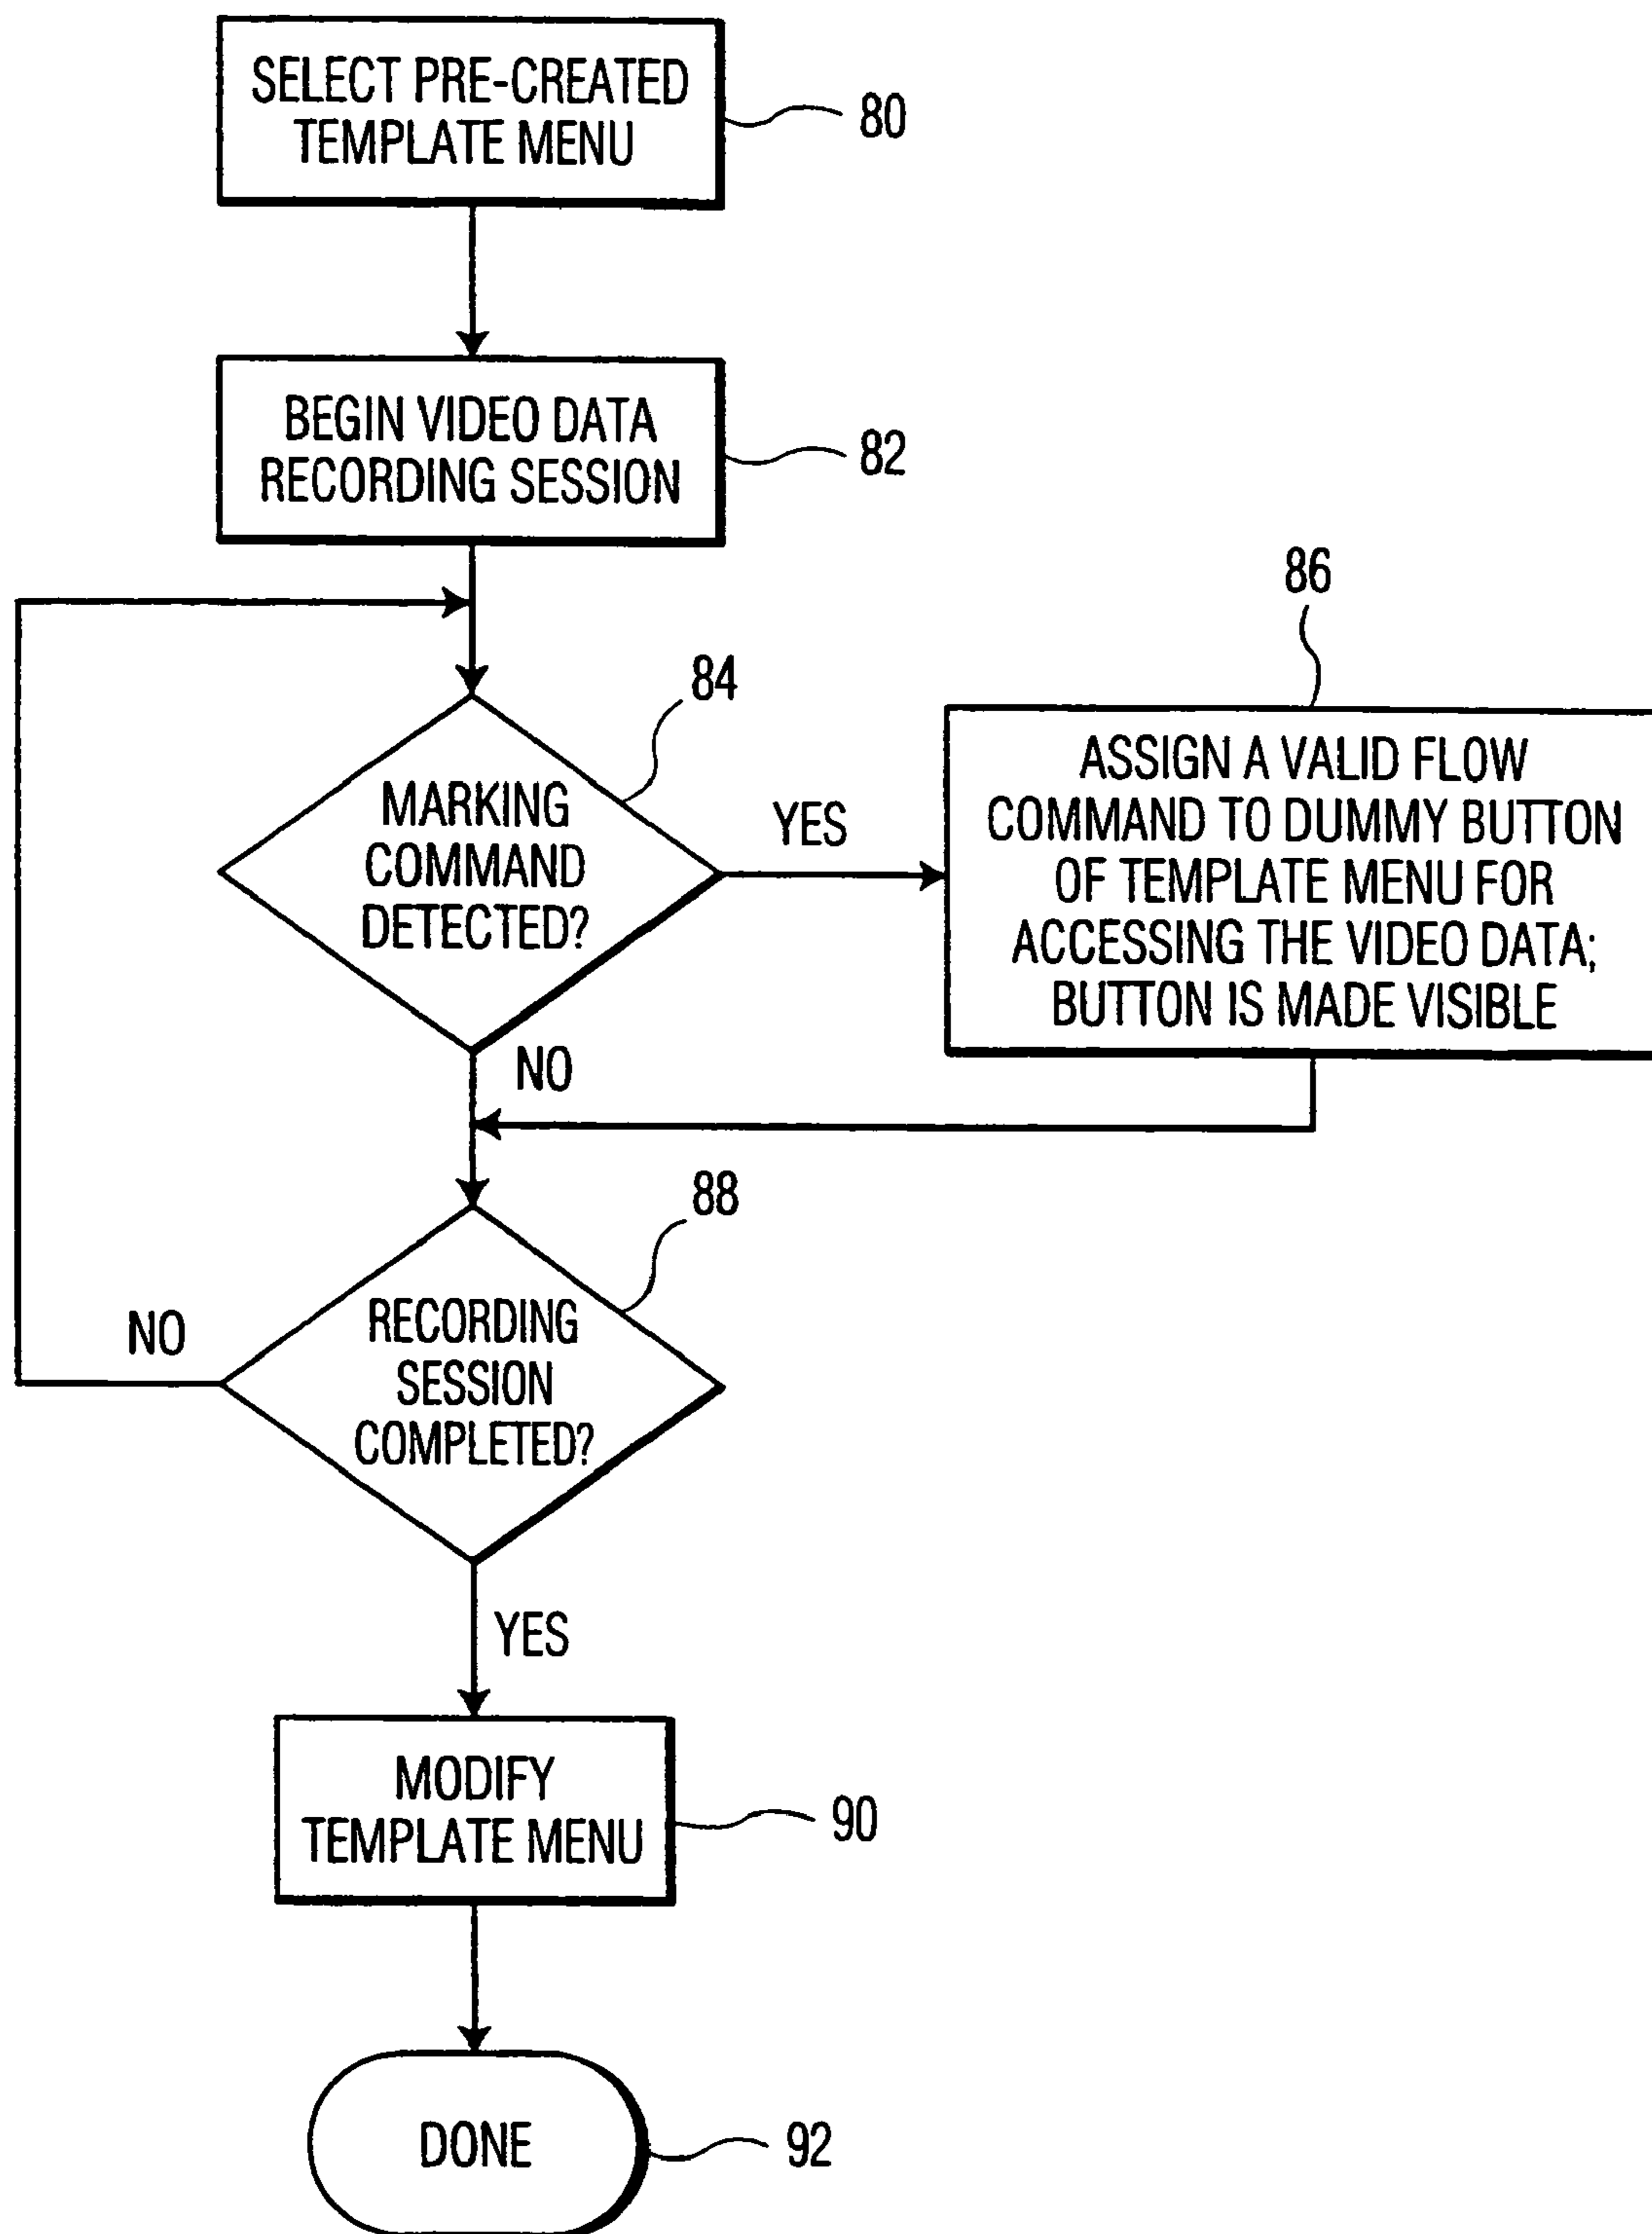 SELECT PRE-CREATED
TEMPLATE MENU
80
BEGIN VIDEO DATA
RECORDING SESSION
82
84
MARKING
COMMAND
DETECTED?
YES
86
ASSIGN A VALID FLOW
COMMAND TO DUMMY BUTTON
OF TEMPLATE MENU FOR
ACCESSING THE VIDEO DATA;
BUTTON IS MADE VISIBLE
NO
88
RECORDING
SESSION
COMPLETED?
NO
YES
MODIFY
TEMPLATE MENU
90
DONE
92